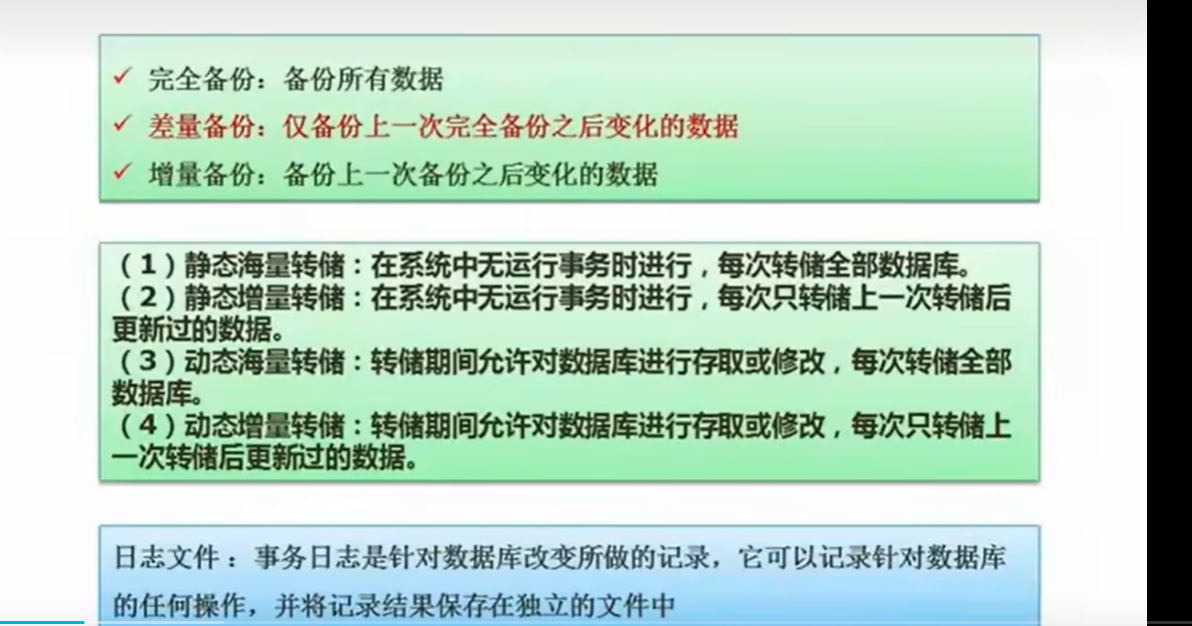 ✓ 完全备份：备份所有数据
✓ 差量备份：仅备份上一次完全备份之后变化的数据
✓ 增量备份：备份上一次备份之后变化的数据
（1）静态海量转储：在系统中无运行事务时进行，每次转储全部数据库。
（2）静态增量转储：在系统中无运行事务时进行，每次只转储上一次转储后
更新过的数据。
（3）动态海量转储：转储期间允许对数据库进行存取或修改，每次转储全部
数据库。
（4）动态增量转储：转储期间允许对数据库进行存取或修改，每次只转储上
一次转储后更新过的数据。
日志文件：事务日志是针对数据库改变所做的记录，它可以记录针对数据库
的任何操作，并将记录结果保存在独立的文件中